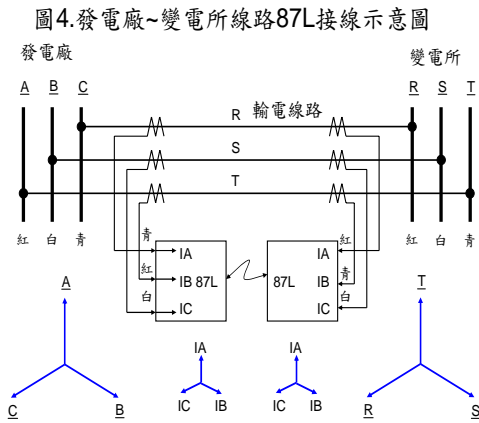 圖4.發電廠~變電所線路87L接線示意圖
發電廠
變電所
A B C
R S T
R 輸電線路
S
T
紅 白 青
紅 白 青
青
IA
紅
IB 87L
白
IC
IA
紅
87L IB
青
IC
白
A
C
B
IA
IC IB
IA
IC IB
T
R
S